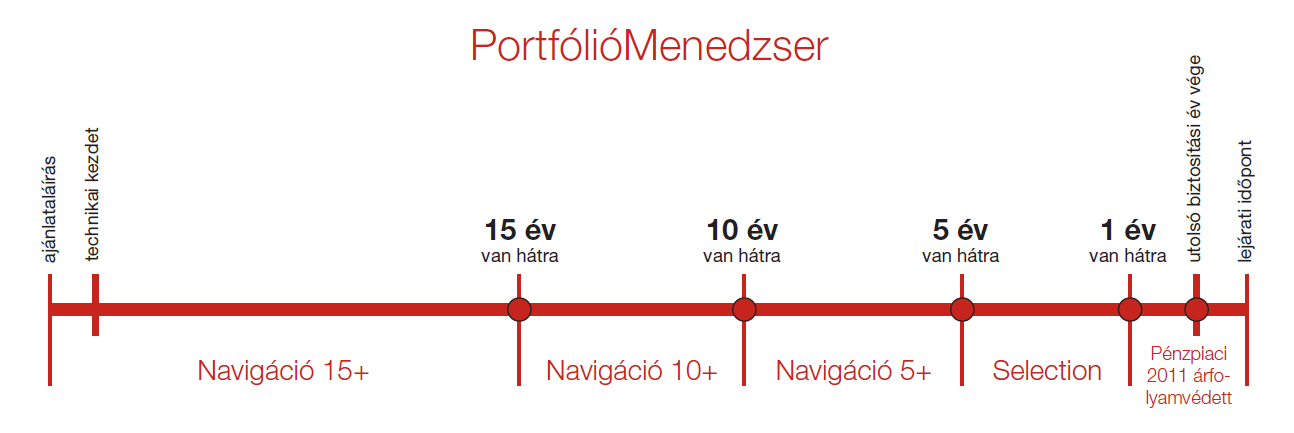 PortfólióMenedzser
ajánlataláírás
technikai kezdet
15 év
van hátra
10 év
van hátra
5 év
van hátra
1 év
van hátra
utolsó biztosítási év vége
lejárati időpont
Navigáció 15+
Navigáció 10+
Navigáció 5+
Selection
Pénzpiaci
2011 árfo-
lyamvédett